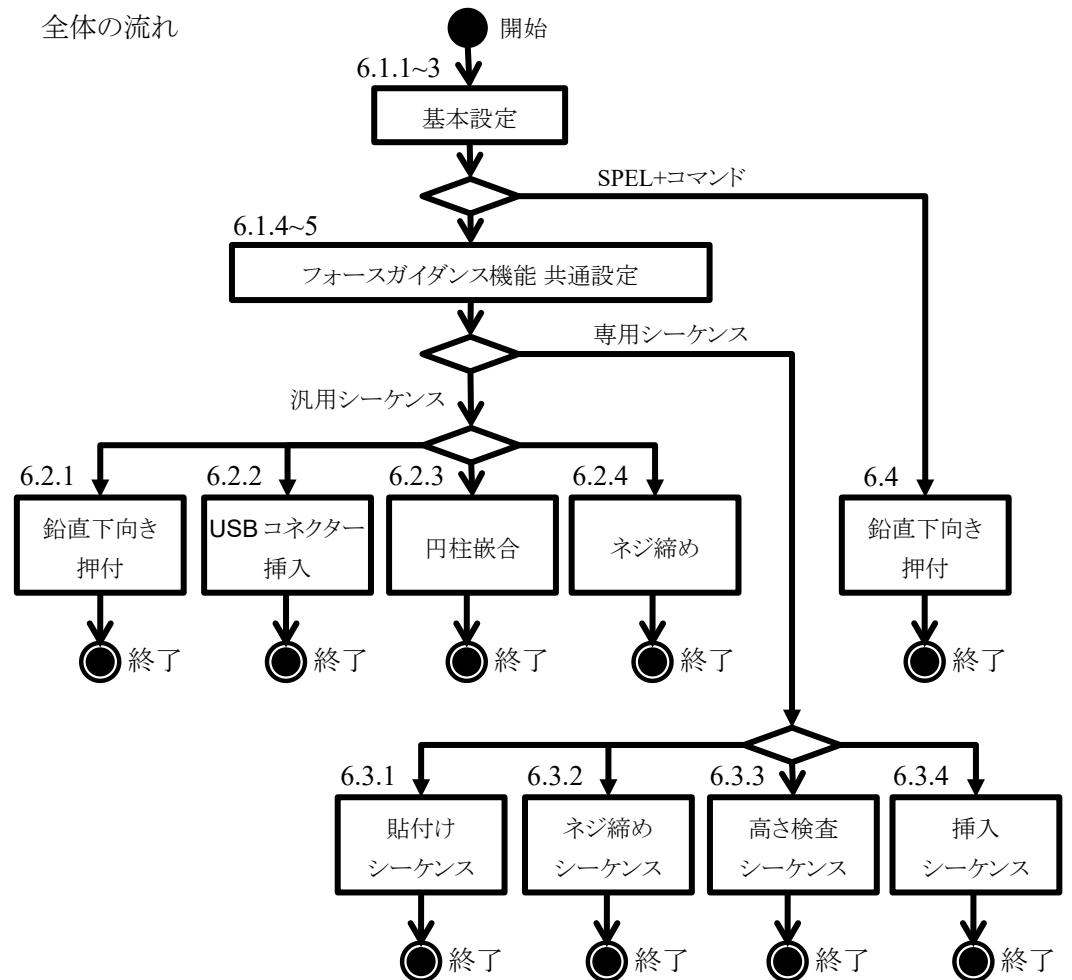 全体の流れ
開始
6.1.1~3
基本設定
SPEL+コマンド
6.1.4~5
フォースガイダンス機能 共通設定
専用シーケンス
汎用シーケンス
6.2.1
6.2.2
6.2.3
6.2.4
6.4
鉛直下向き
押付
USB コネクター
挿入
円柱嵌合
ネジ締め
鉛直下向き
押付
終了
終了
終了
終了
終了
6.3.1
6.3.2
6.3.3
6.3.4
貼付け
シーケンス
ネジ締め
シーケンス
高さ検査
シーケンス
挿入
シーケンス
終了
終了
終了
終了